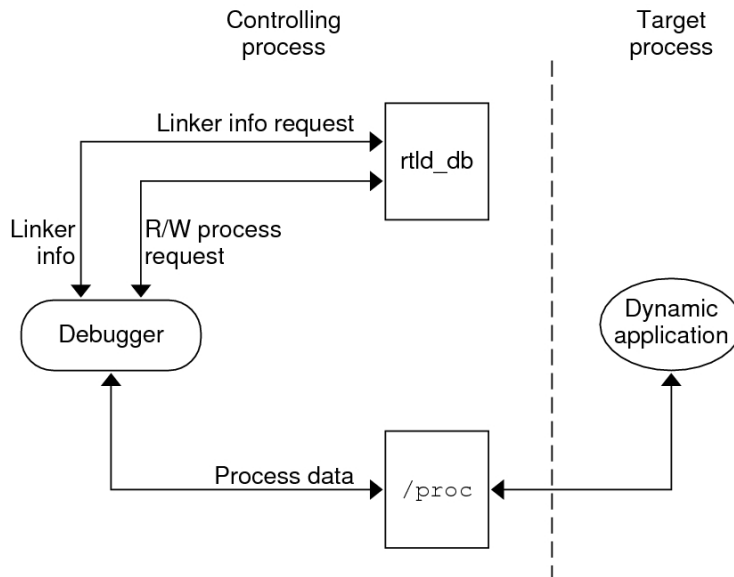 Controlling
process
Target
process
Linker info request
rtld_db
Linker
info
R/W process
request
Debugger
Dynamic
application
Process data
/proc